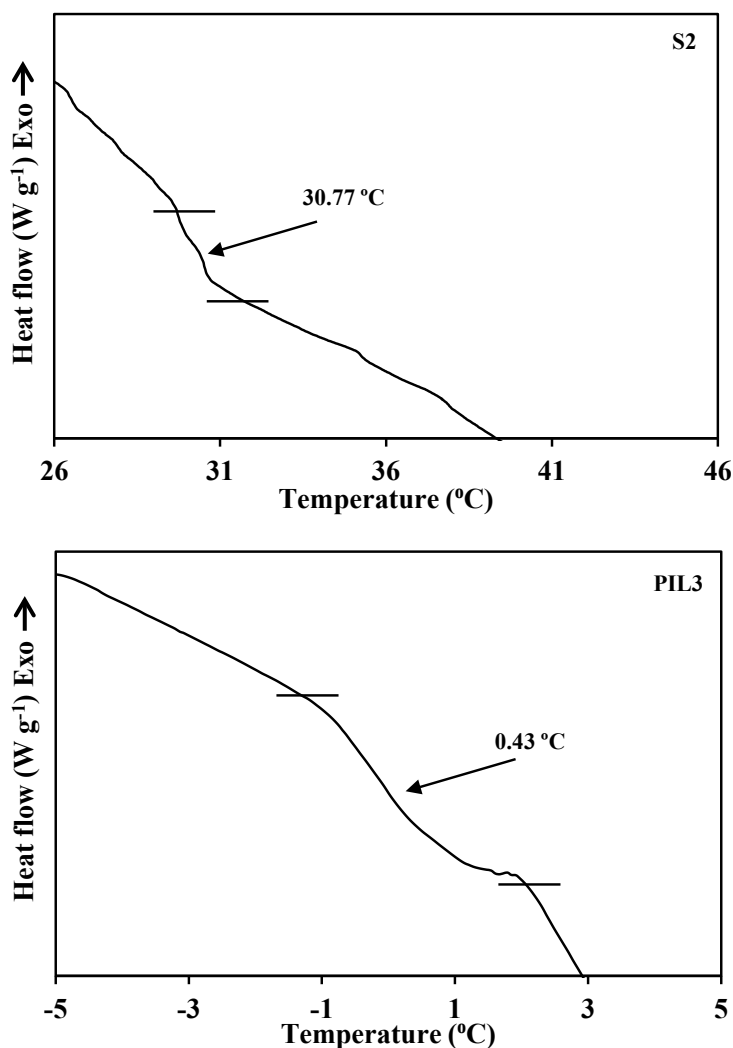 S2
Heat flow (W g⁻¹) Exo →
30.77 ºC
26 31 36 41 46
Temperature (ºC)
PIL3
Heat flow (W g⁻¹) Exo →
0.43 ºC
-5 -3 -1 1 3 5
Temperature (ºC)